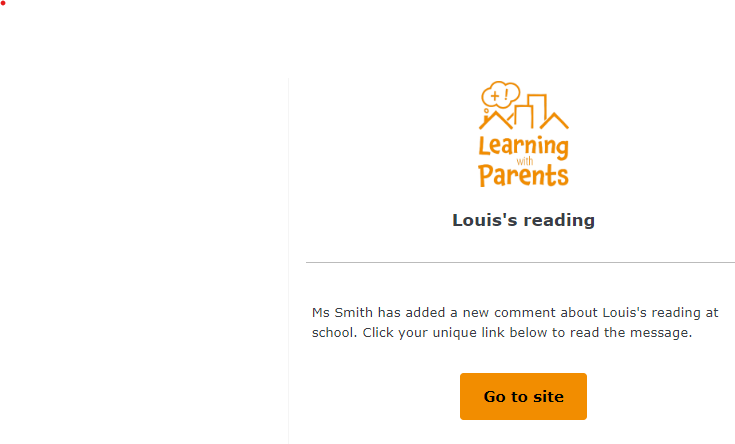 + !
Learning
with
Parents
Louis's reading
Ms Smith has added a new comment about Louis's reading at
school. Click your unique link below to read the message.
Go to site